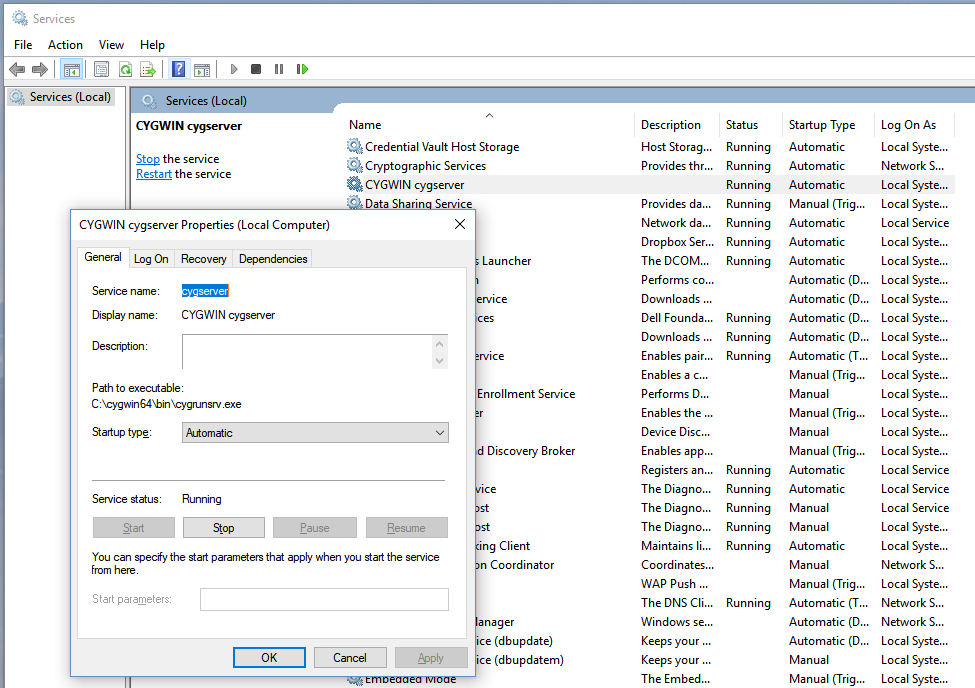 Services
File Action View Help
Services (Local)
Services (Local)
CYGWIN cygserver
Stop the service
Restart the service
Name Description Status Startup Type Log On As
Credential Vault Host Storage Host Storag... Running Automatic Local Syste...
Cryptographic Services Provides thr... Running Automatic Network S...
CYGWIN cygserver Running Automatic Local Syste...
Data Sharing Service Provides da... Running Manual (Trig... Local Syste...
Network da... Running Automatic Local Service
Dropbox Ser... Running Automatic Local Syste...
s Launcher The DCOM... Running Automatic Local Syste...
Performs co... Automatic (D... Local Syste...
ervice Downloads ... Automatic (D... Local Syste...
ces Dell Founda... Running Automatic (D... Local Syste...
Downloads ... Running Automatic (D... Local Syste...
ervice Enables pair... Running Automatic (T... Local Syste...
Enables a c... Manual (Trig... Local Syste...
Enrollment Service Performs D... Manual Local Syste...
er Enables the ... Manual (Trig... Local Syste...
Device Disc... Manual Local Syste...
d Discovery Broker Enables app... Manual (Trig... Local Syste...
Registers an... Running Automatic Local Service
vice The Diagno... Running Automatic Local Service
ost The Diagno... Running Manual Local Service
ost The Diagno... Running Manual Local Syste...
king Client Maintains li... Running Automatic Local Syste...
on Coordinator Coordinates... Manual Network S...
WAP Push ... Manual (Trig... Local Syste...
The DNS Cli... Running Automatic (T... Network S...
anager Windows se... Automatic (D... Network S...
ice (dbupdate) Keeps your ... Automatic (D... Local Syste...
ice (dbupdatem) Keeps your ... Manual Local Syste...
Embedded Mode The Embed... Manual (Trig... Local Syste...
CYGWIN cygserver Properties (Local Computer)
General Log On Recovery Dependencies
Service name: cygserver
Display name: CYGWIN cygserver
Description:
Path to executable:
C:\cygwin64\bin\cygrunsrv.exe
Startup type: Automatic
Service status: Running
Start Stop Pause Resume
You can specify the start parameters that apply when you start the service
from here.
Start parameters:
OK Cancel Apply